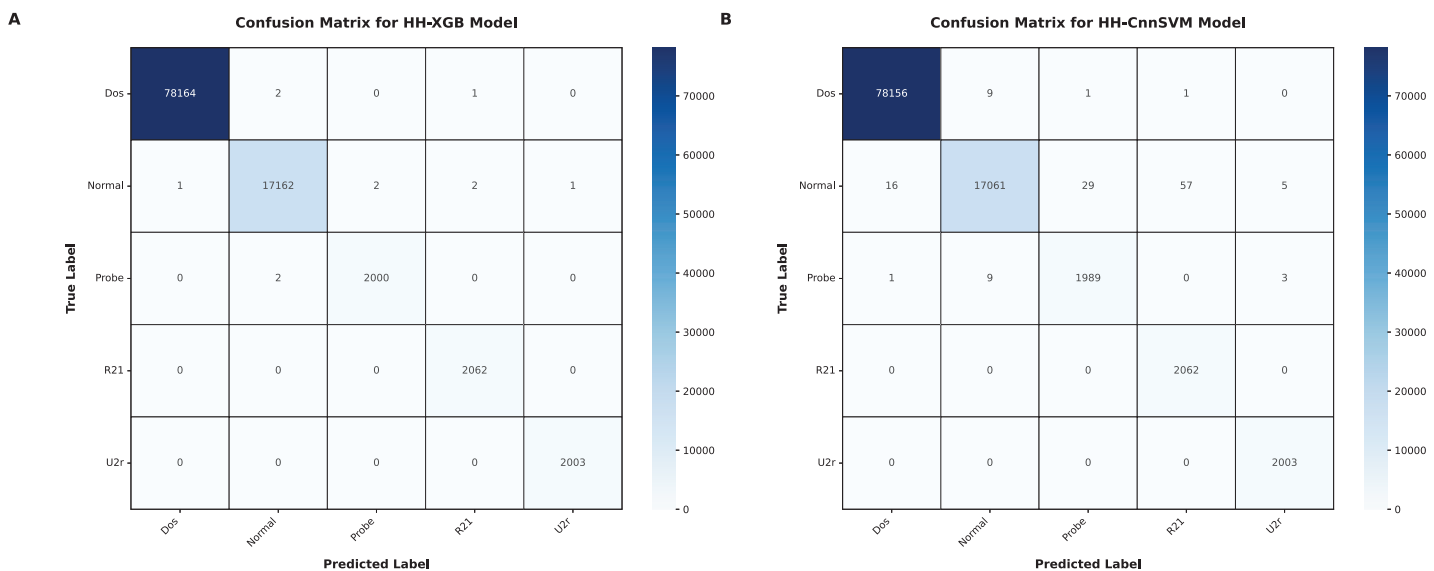 A
Confusion Matrix for HH-XGB Model
Dos 78164 2 0 1 0
Normal 1 17162 2 2 1
Probe 0 2 2000 0 0
R21 0 0 0 2062 0
U2r 0 0 0 0 2003
Dos Normal Probe R21 U2r
True Label
Predicted Label
70000
60000
50000
40000
30000
20000
10000
0
B
Confusion Matrix for HH-CnnSVM Model
Dos 78156 9 1 1 0
Normal 16 17061 29 57 5
Probe 1 9 1989 0 3
R21 0 0 0 2062 0
U2r 0 0 0 0 2003
Dos Normal Probe R21 U2r
True Label
Predicted Label
70000
60000
50000
40000
30000
20000
10000
0